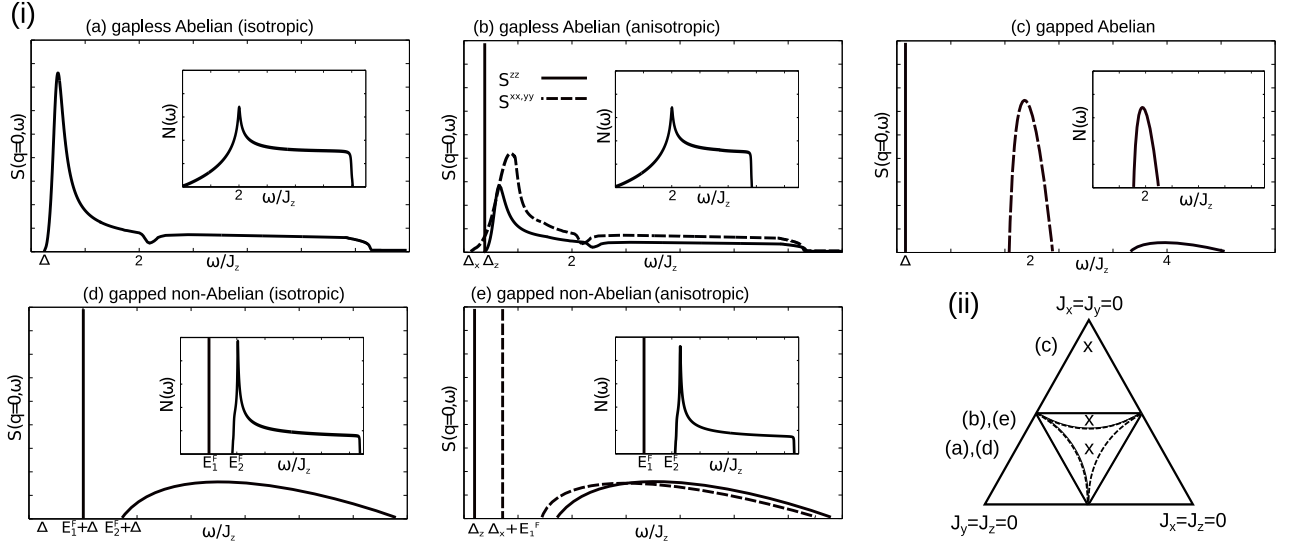 (i)
(a) gapless Abelian (isotropic)
S(q=0,ω)
N(ω)
2
ω/J_z
Δ
2
ω/J_z
(b) gapless Abelian (anisotropic)
S(q=0,ω)
S^zz
S^xx,yy
N(ω)
2
ω/J_z
Δ_x Δ_z
2
ω/J_z
(c) gapped Abelian
S(q=0,ω)
N(ω)
2
ω/J_z
Δ
2
ω/J_z
4
(d) gapped non-Abelian (isotropic)
S(q=0,ω)
N(ω)
E_1^F E_2^F
ω/J_z
Δ E_1^F+Δ E_2^F+Δ
ω/J_z
(e) gapped non-Abelian (anisotropic)
S(q=0,ω)
N(ω)
E_1^F E_2^F
ω/J_z
Δ_z Δ_x+E_1^F
ω/J_z
(ii)
J_x=J_y=0
(c)
x
(b),(e)
x
(a),(d)
x
J_y=J_z=0
J_x=J_z=0